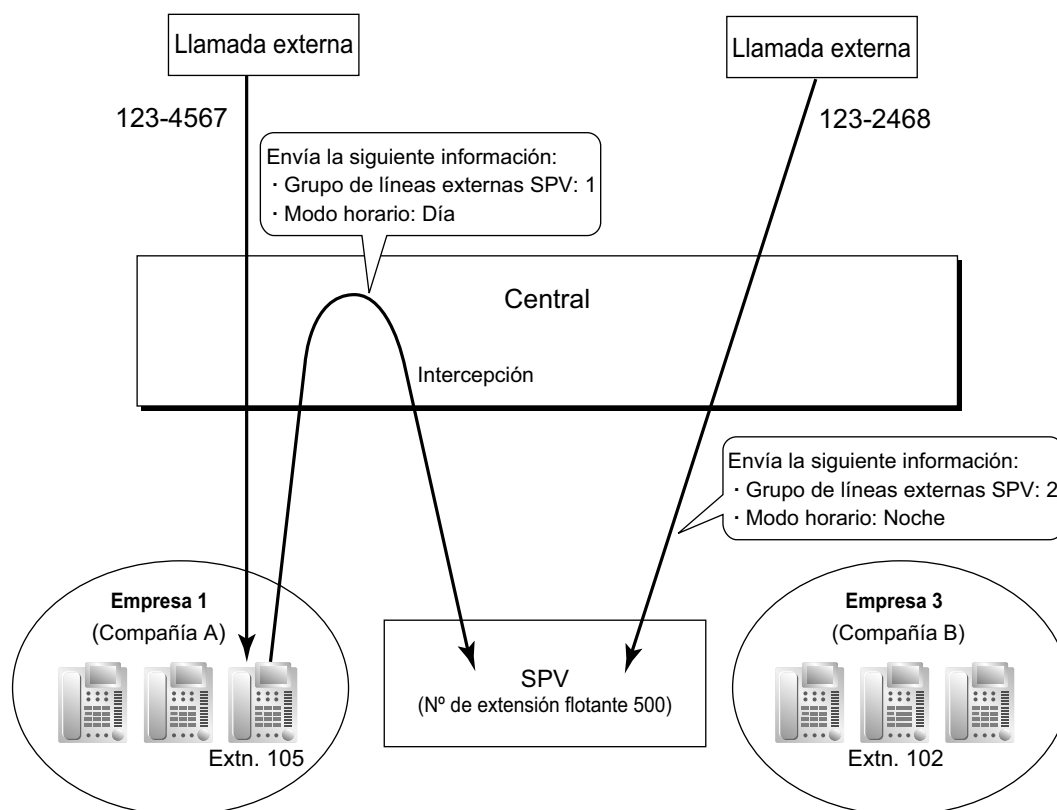 Llamada externa
Llamada externa
123-4567
123-2468
Envía la siguiente información:
· Grupo de líneas externas SPV: 1
· Modo horario: Día
Central
Intercepción
Envía la siguiente información:
· Grupo de líneas externas SPV: 2
· Modo horario: Noche
Empresa 1
(Compañía A)
Extn. 105
SPV
(Nº de extensión flotante 500)
Empresa 3
(Compañía B)
Extn. 102